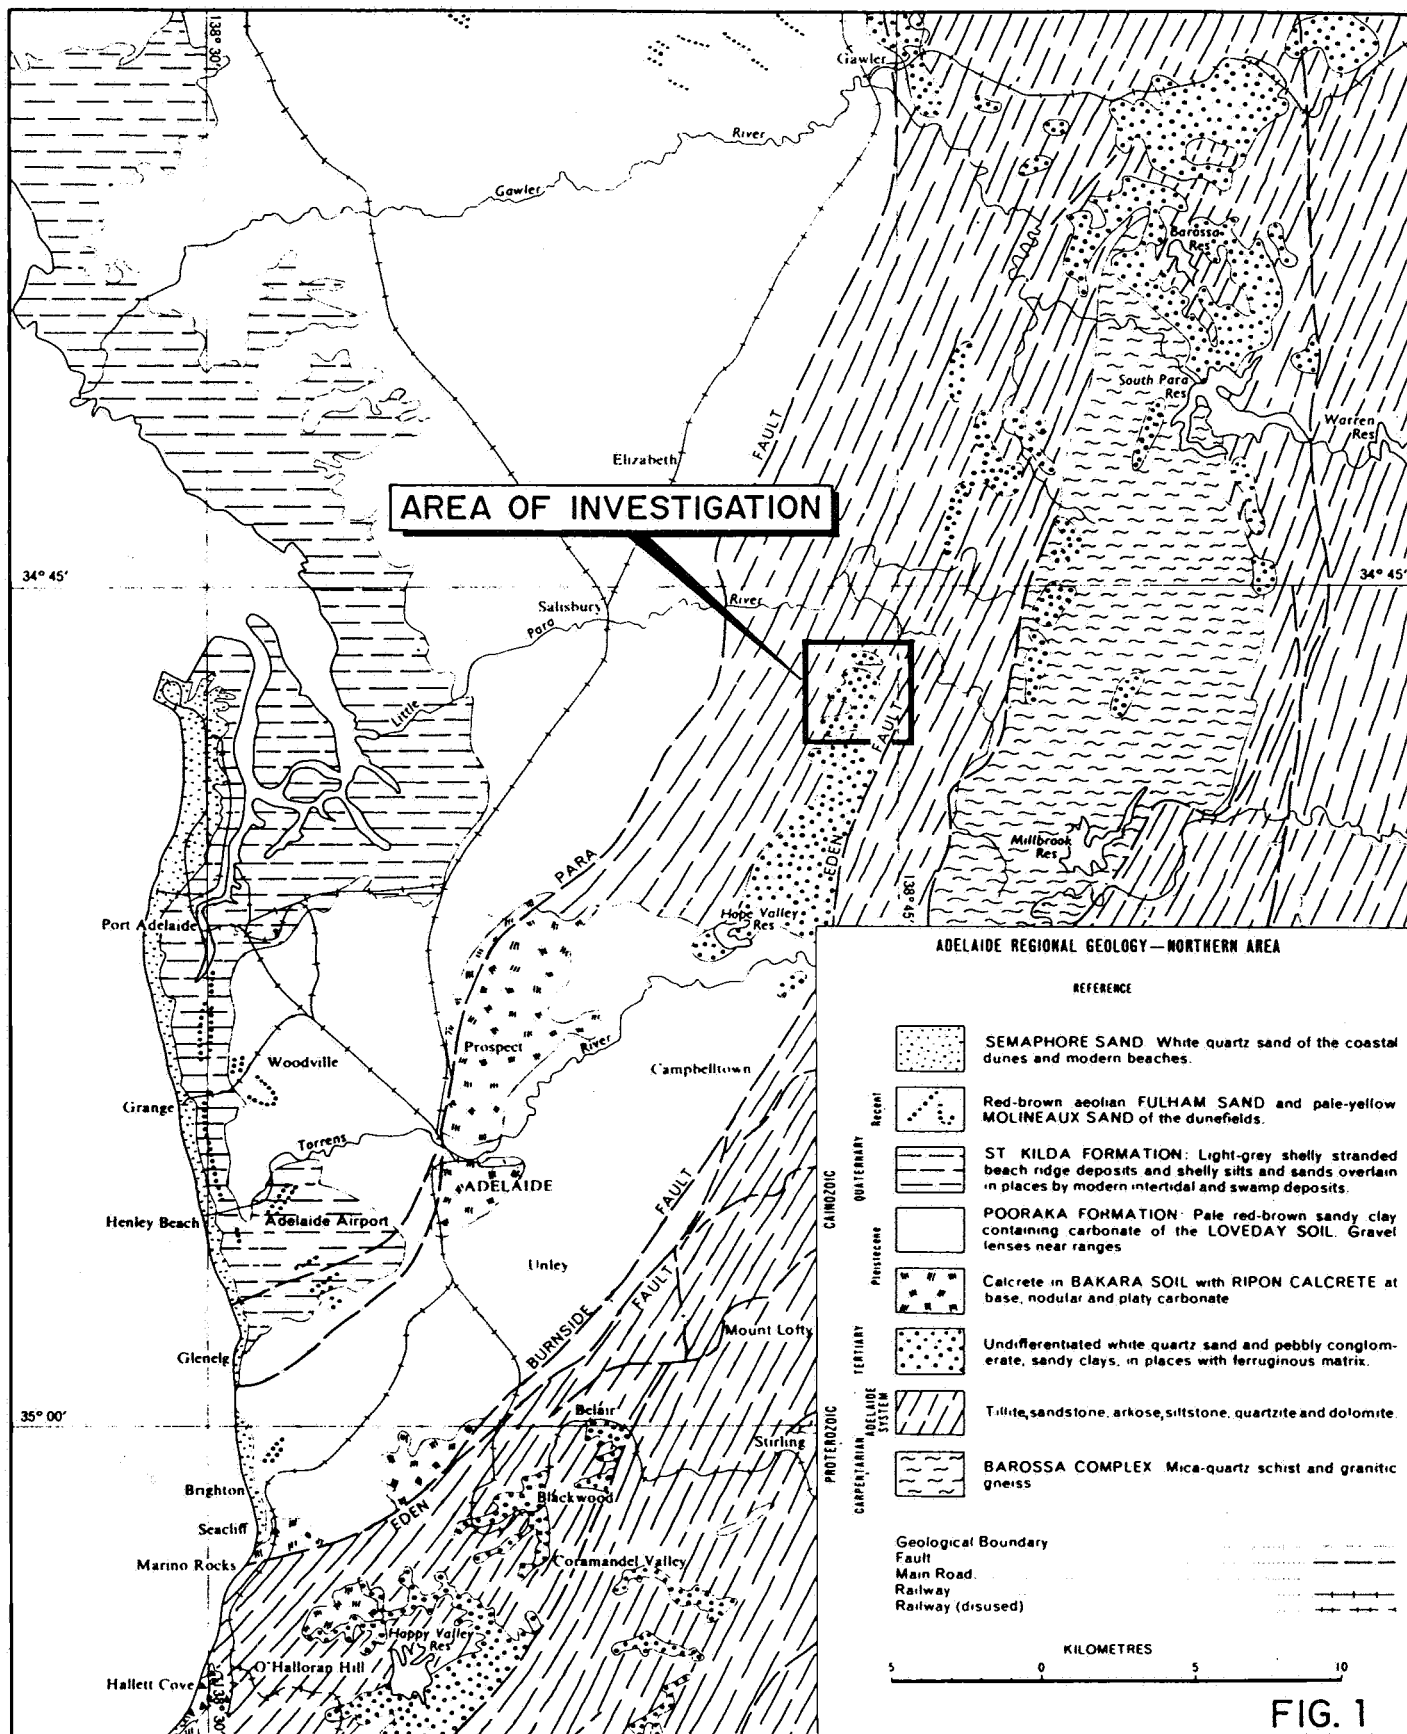 138° 30'
Gawler
River
Gawler
Barossa
Res
South Para
Res
Warren
Res
FAULT
Elizabeth
AREA OF INVESTIGATION
34° 45'
34° 45'
Salisbury
River
Para
Little
FAULT
EDEN
PARA
138° 45'
Millbrook
Res
Hope Valley
Res
Port Adelaide
Prospect
River
Woodville
Campbelltown
Grange
Torrens
ADELAIDE
FAULT
Henley Beach
Adelaide Airport
Unley
FAULT
BURNSIDE
Mount Lofty
Glenelg
35° 00'
Belair
Stirling
Brighton
Blackwood
EDEN
Seacliff
Marino Rocks
Coramandel Valley
Happy Valley
Res
O'Halloran Hill
Hallett Cove
138° 30'
ADELAIDE REGIONAL GEOLOGY—NORTHERN AREA
REFERENCE
SEMAPHORE SAND White quartz sand of the coastal
dunes and modern beaches.
Red-brown aeolian FULHAM SAND and pale-yellow
MOLINEAUX SAND of the dunefields.
ST KILDA FORMATION: Light-grey shelly stranded
beach ridge deposits and shelly silts and sands overlain
in places by modern intertidal and swamp deposits.
POORAKA FORMATION: Pale red-brown sandy clay
containing carbonate of the LOVEDAY SOIL. Gravel
lenses near ranges
Calcrete in BAKARA SOIL with RIPON CALCRETE at
base, nodular and platy carbonate
Undifferentiated white quartz sand and pebbly conglom-
erate, sandy clays, in places with ferruginous matrix.
Tillite, sandstone, arkose, siltstone, quartzite and dolomite.
BAROSSA COMPLEX Mica-quartz schist and granitic
gneiss
Recent
Pleistocene
QUATERNARY
TERTIARY
CAINOZOIC
ADELAIDE
SYSTEM
CARPENTARIAN
PROTEROZOIC
Geological Boundary
Fault
Main Road.
Railway
Railway (disused)
KILOMETRES
5 0 5 10
FIG. 1